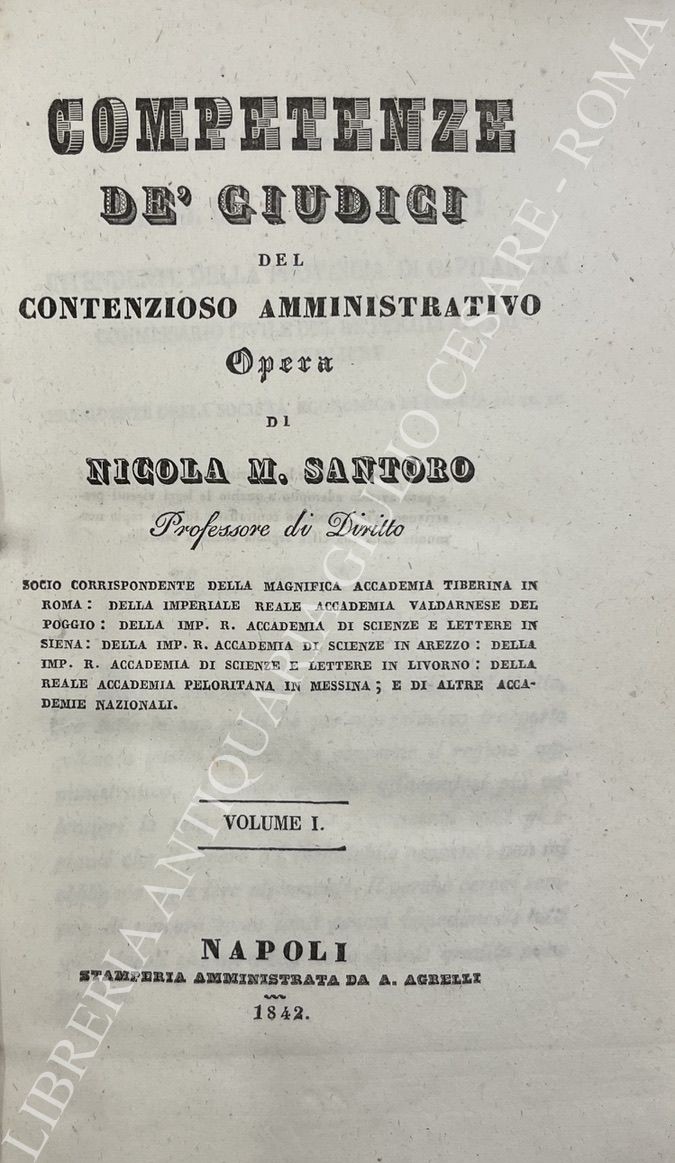 COMPETENZE
DE' GIUDICI
DEL
CONTENZIOSO AMMINISTRATIVO
Opera
DI
NICOLA M. SANTORO
Professore di Diritto
SOCIO CORRISPONDENTE DELLA MAGNIFICA ACCADEMIA TIBERINA IN
ROMA: DELLA IMPERIALE REALE ACCADEMIA VALDARNESE DEL
POGGIO: DELLA IMP. R. ACCADEMIA DI SCIENZE E LETTERE IN
SIENA: DELLA IMP. R. ACCADEMIA DI SCIENZE IN AREZZO: DELLA
IMP. R. ACCADEMIA DI SCIENZE E LETTERE IN LIVORNO: DELLA
REALE ACCADEMIA PELORITANA IN MESSINA; E DI ALTRE ACCA-
DEMIE NAZIONALI.
VOLUME I.
NAPOLI
STAMPERIA AMMINISTRATA DA A. AGRELLI
1842.
LIBRERIA ANTIQUARIA GIULIO CESARE - ROMA